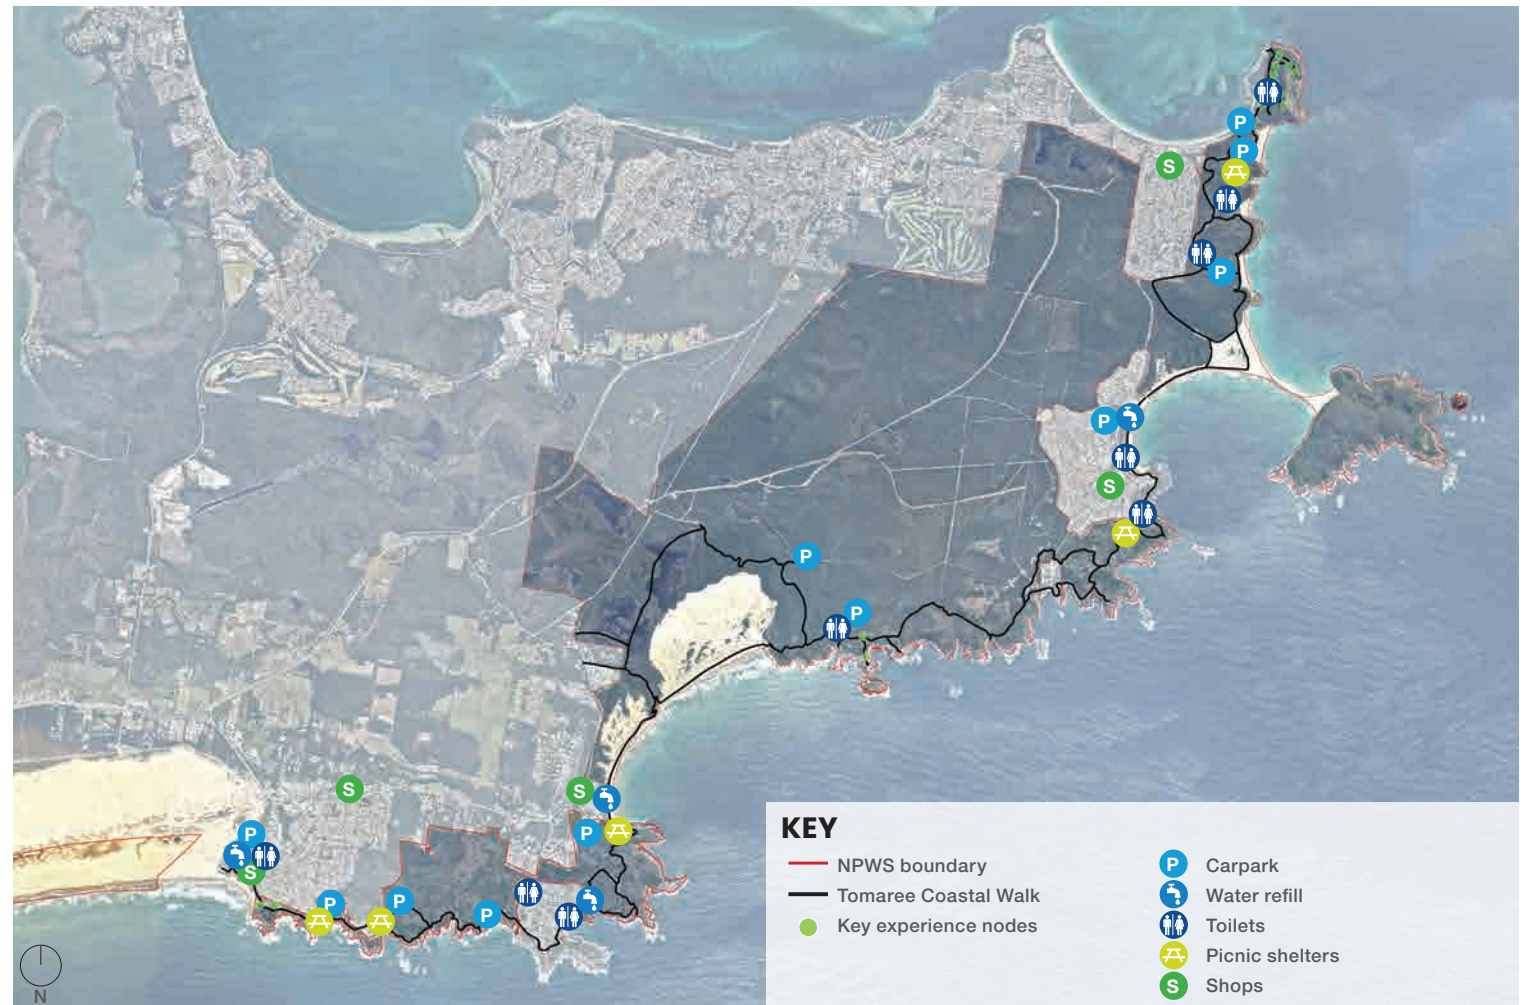 P
P
S
P
P
S
P
P
S
S
P
P
S
P
P
P
N
KEY
NPWS boundary
Tomaree Coastal Walk
Key experience nodes
P Carpark
Water refill
Toilets
Picnic shelters
S Shops